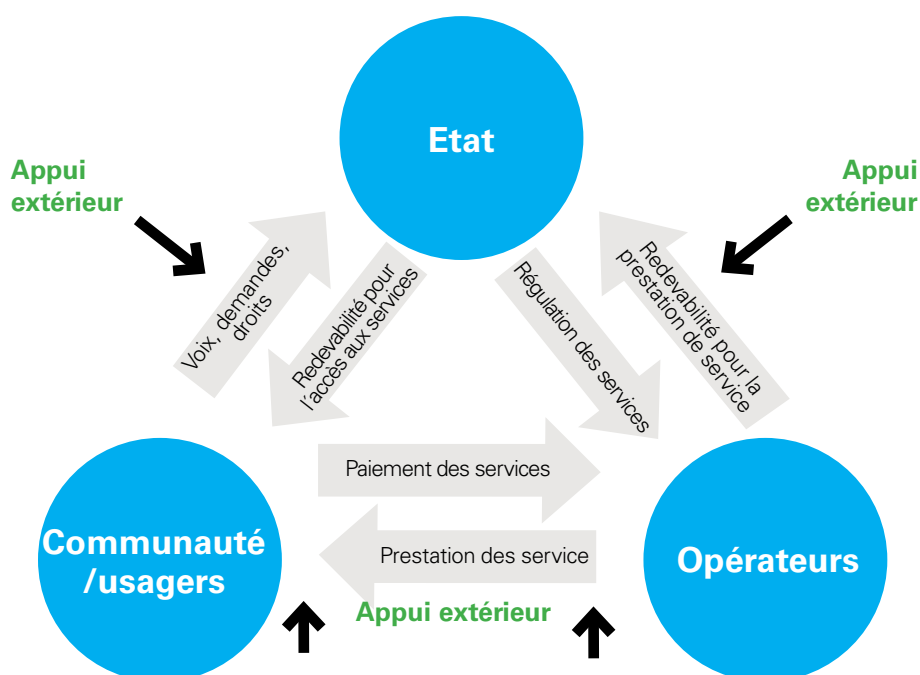 Etat
Appui
extérieur
Appui
extérieur
Voix, demandes,
droits
Redevabilité pour
l'accès aux services
Régulation des services
Redevabilité pour la
prestation de service
Paiement des services
Communauté
/usagers
Prestation des service
Opérateurs
Appui extérieur